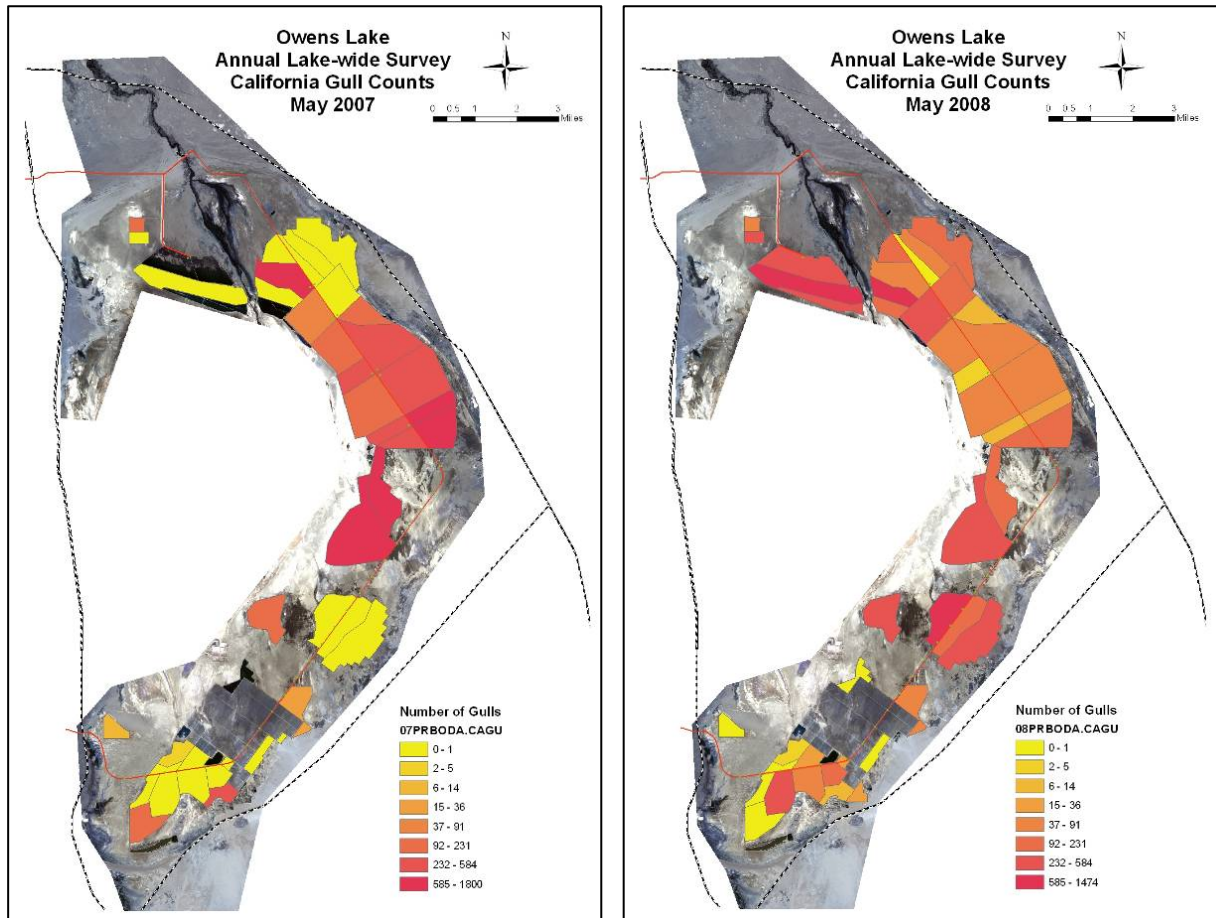 Owens Lake
Annual Lake-wide Survey
California Gull Counts
May 2007
N
0 0.5 1 2 3
Miles
Number of Gulls
07PRBODA.CAGU
0 - 1
2 - 5
6 - 14
15 - 36
37 - 91
92 - 231
232 - 584
585 - 1800
Owens Lake
Annual Lake-wide Survey
California Gull Counts
May 2008
N
0 0.5 1 2 3
Miles
Number of Gulls
08PRBODA.CAGU
0 - 1
2 - 5
6 - 14
15 - 36
37 - 91
92 - 231
232 - 584
585 - 1474